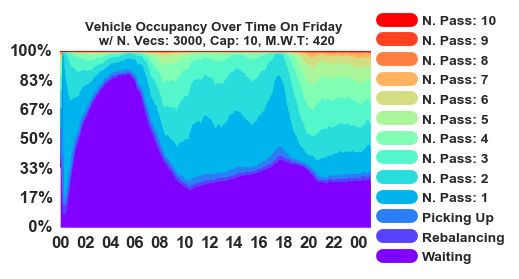 Vehicle Occupancy Over Time On Friday
w/ N. Vecs: 3000, Cap: 10, M.W.T: 420
100%
83%
67%
50%
33%
17%
0%
00 02 04 06 08 10 12 14 16 18 20 22 00
N. Pass: 10
N. Pass: 9
N. Pass: 8
N. Pass: 7
N. Pass: 6
N. Pass: 5
N. Pass: 4
N. Pass: 3
N. Pass: 2
N. Pass: 1
Picking Up
Rebalancing
Waiting